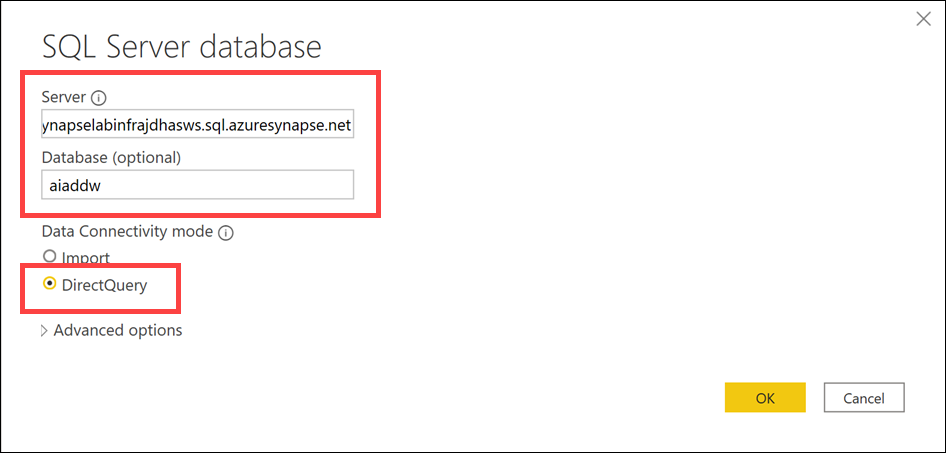 SQL Server database
Server
ynapselabinfrajdhasws.sql.azuresynapse.net
Database (optional)
aiaddw
Data Connectivity mode
Import
DirectQuery
Advanced options
OK Cancel